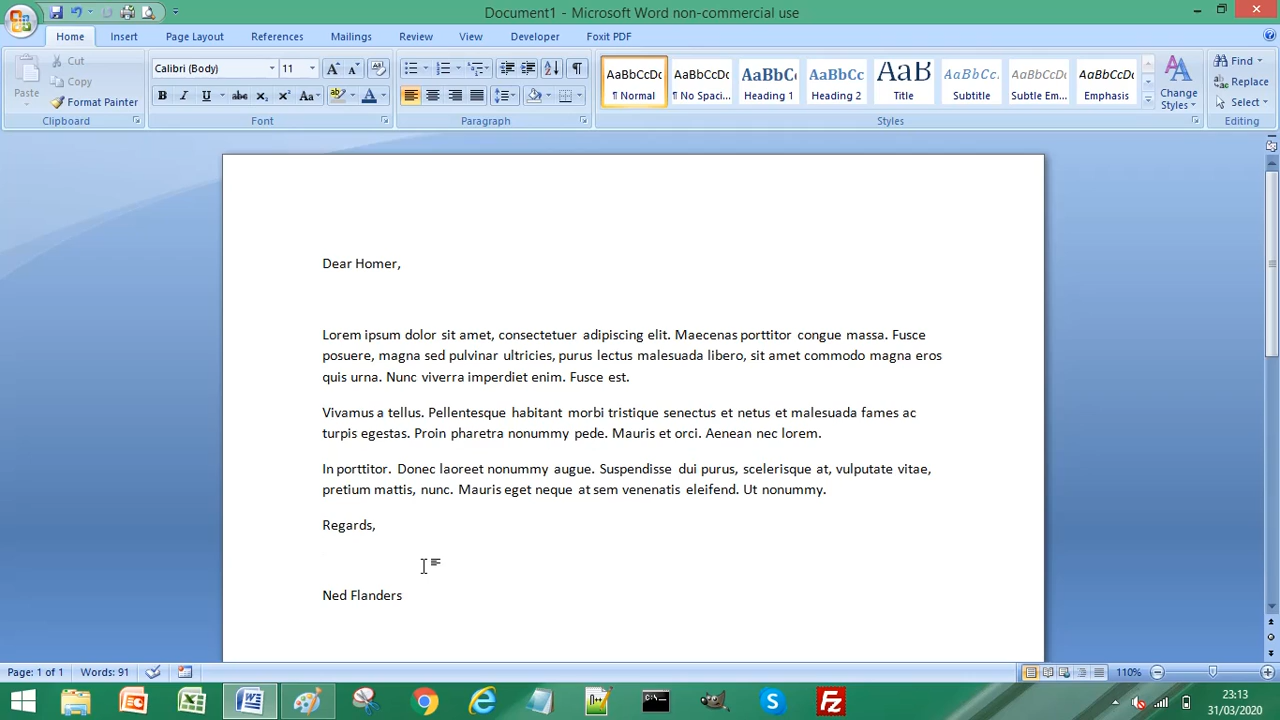 Document1 - Microsoft Word non-commercial use
Home Insert Page Layout References Mailings Review View Developer Foxit PDF
Paste
Cut
Copy
Format Painter
Clipboard
Calibri (Body) 11
B I U abc x₂ x² Aa
Font
Paragraph
AaBbCcDc AaBbCcDc AaBbCc AaBbCc AaB AaBbCc. AaBbCcDc AaBbCcDc
¶ Normal ¶ No Spaci... Heading 1 Heading 2 Title Subtitle Subtle Em... Emphasis
Styles
Change Styles
Find
Replace
Select
Editing
Dear Homer,
Lorem ipsum dolor sit amet, consectetuer adipiscing elit. Maecenas porttitor congue massa. Fusce
posuere, magna sed pulvinar ultricies, purus lectus malesuada libero, sit amet commodo magna eros
quis urna. Nunc viverra imperdiet enim. Fusce est.
Vivamus a tellus. Pellentesque habitant morbi tristique senectus et netus et malesuada fames ac
turpis egestas. Proin pharetra nonummy pede. Mauris et orci. Aenean nec lorem.
In porttitor. Donec laoreet nonummy augue. Suspendisse dui purus, scelerisque at, vulputate vitae,
pretium mattis, nunc. Mauris eget neque at sem venenatis eleifend. Ut nonummy.
Regards,
Ned Flanders
Page: 1 of 1 Words: 91 110%
23:13
31/03/2020